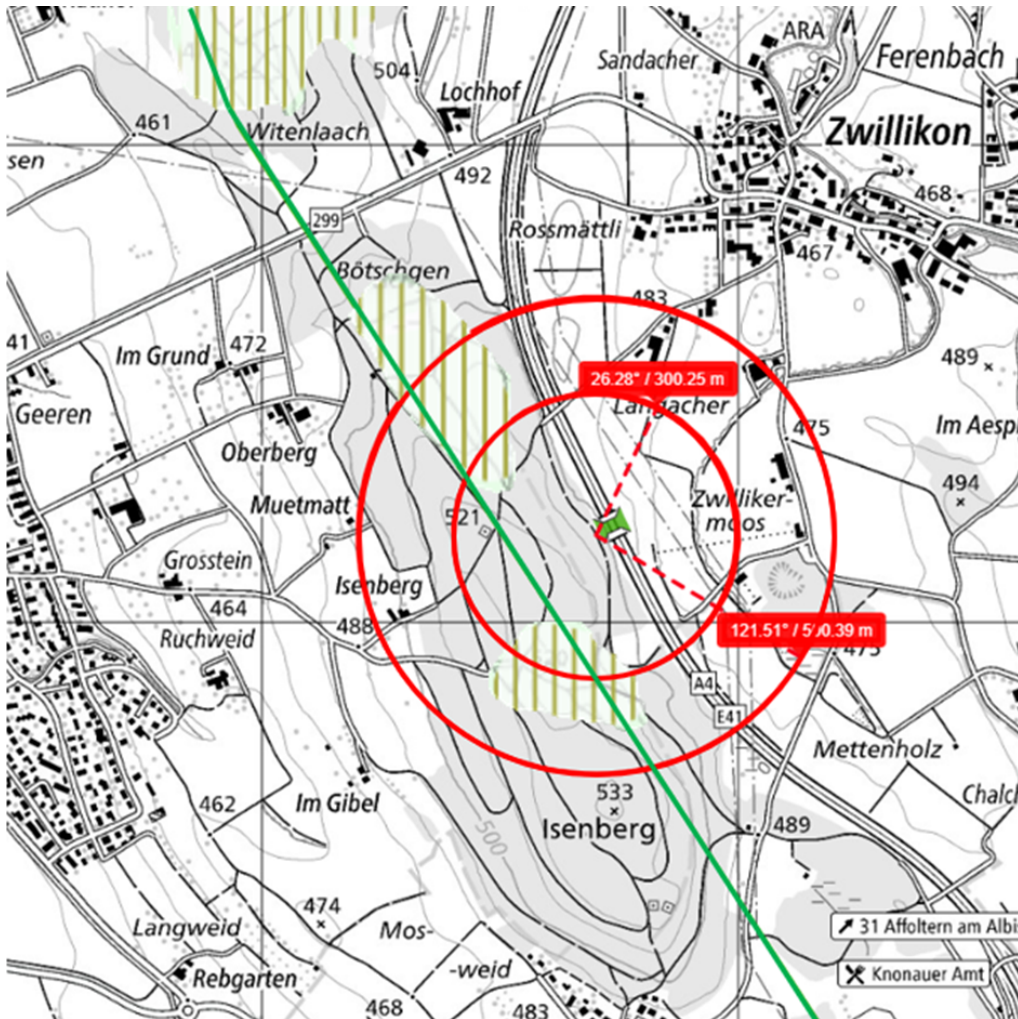 504
ARA
Sandacher
Ferenbach
Lochhof
461
Witenlaach
Zwillikon
sen
492
468
299
Rossmättli
467
Bötschgen
483
41
Im Grund
472
489
26.28° / 300.25 m
Geeren
Langacher
475
Im Aesp
Oberberg
494
Muetmatt
521
Zwilliker-
moos
Grosstein
Isenberg
464
488
Ruchweid
121.51° / 500.39 m
475
A4
E41
Mettenholz
462
Im Gibel
533
Chalch
Isenberg
489
500
474
Langweid
Mos-
31 Affoltern am Albis
-weid
Rebgarten
Knonauer Amt
468
483